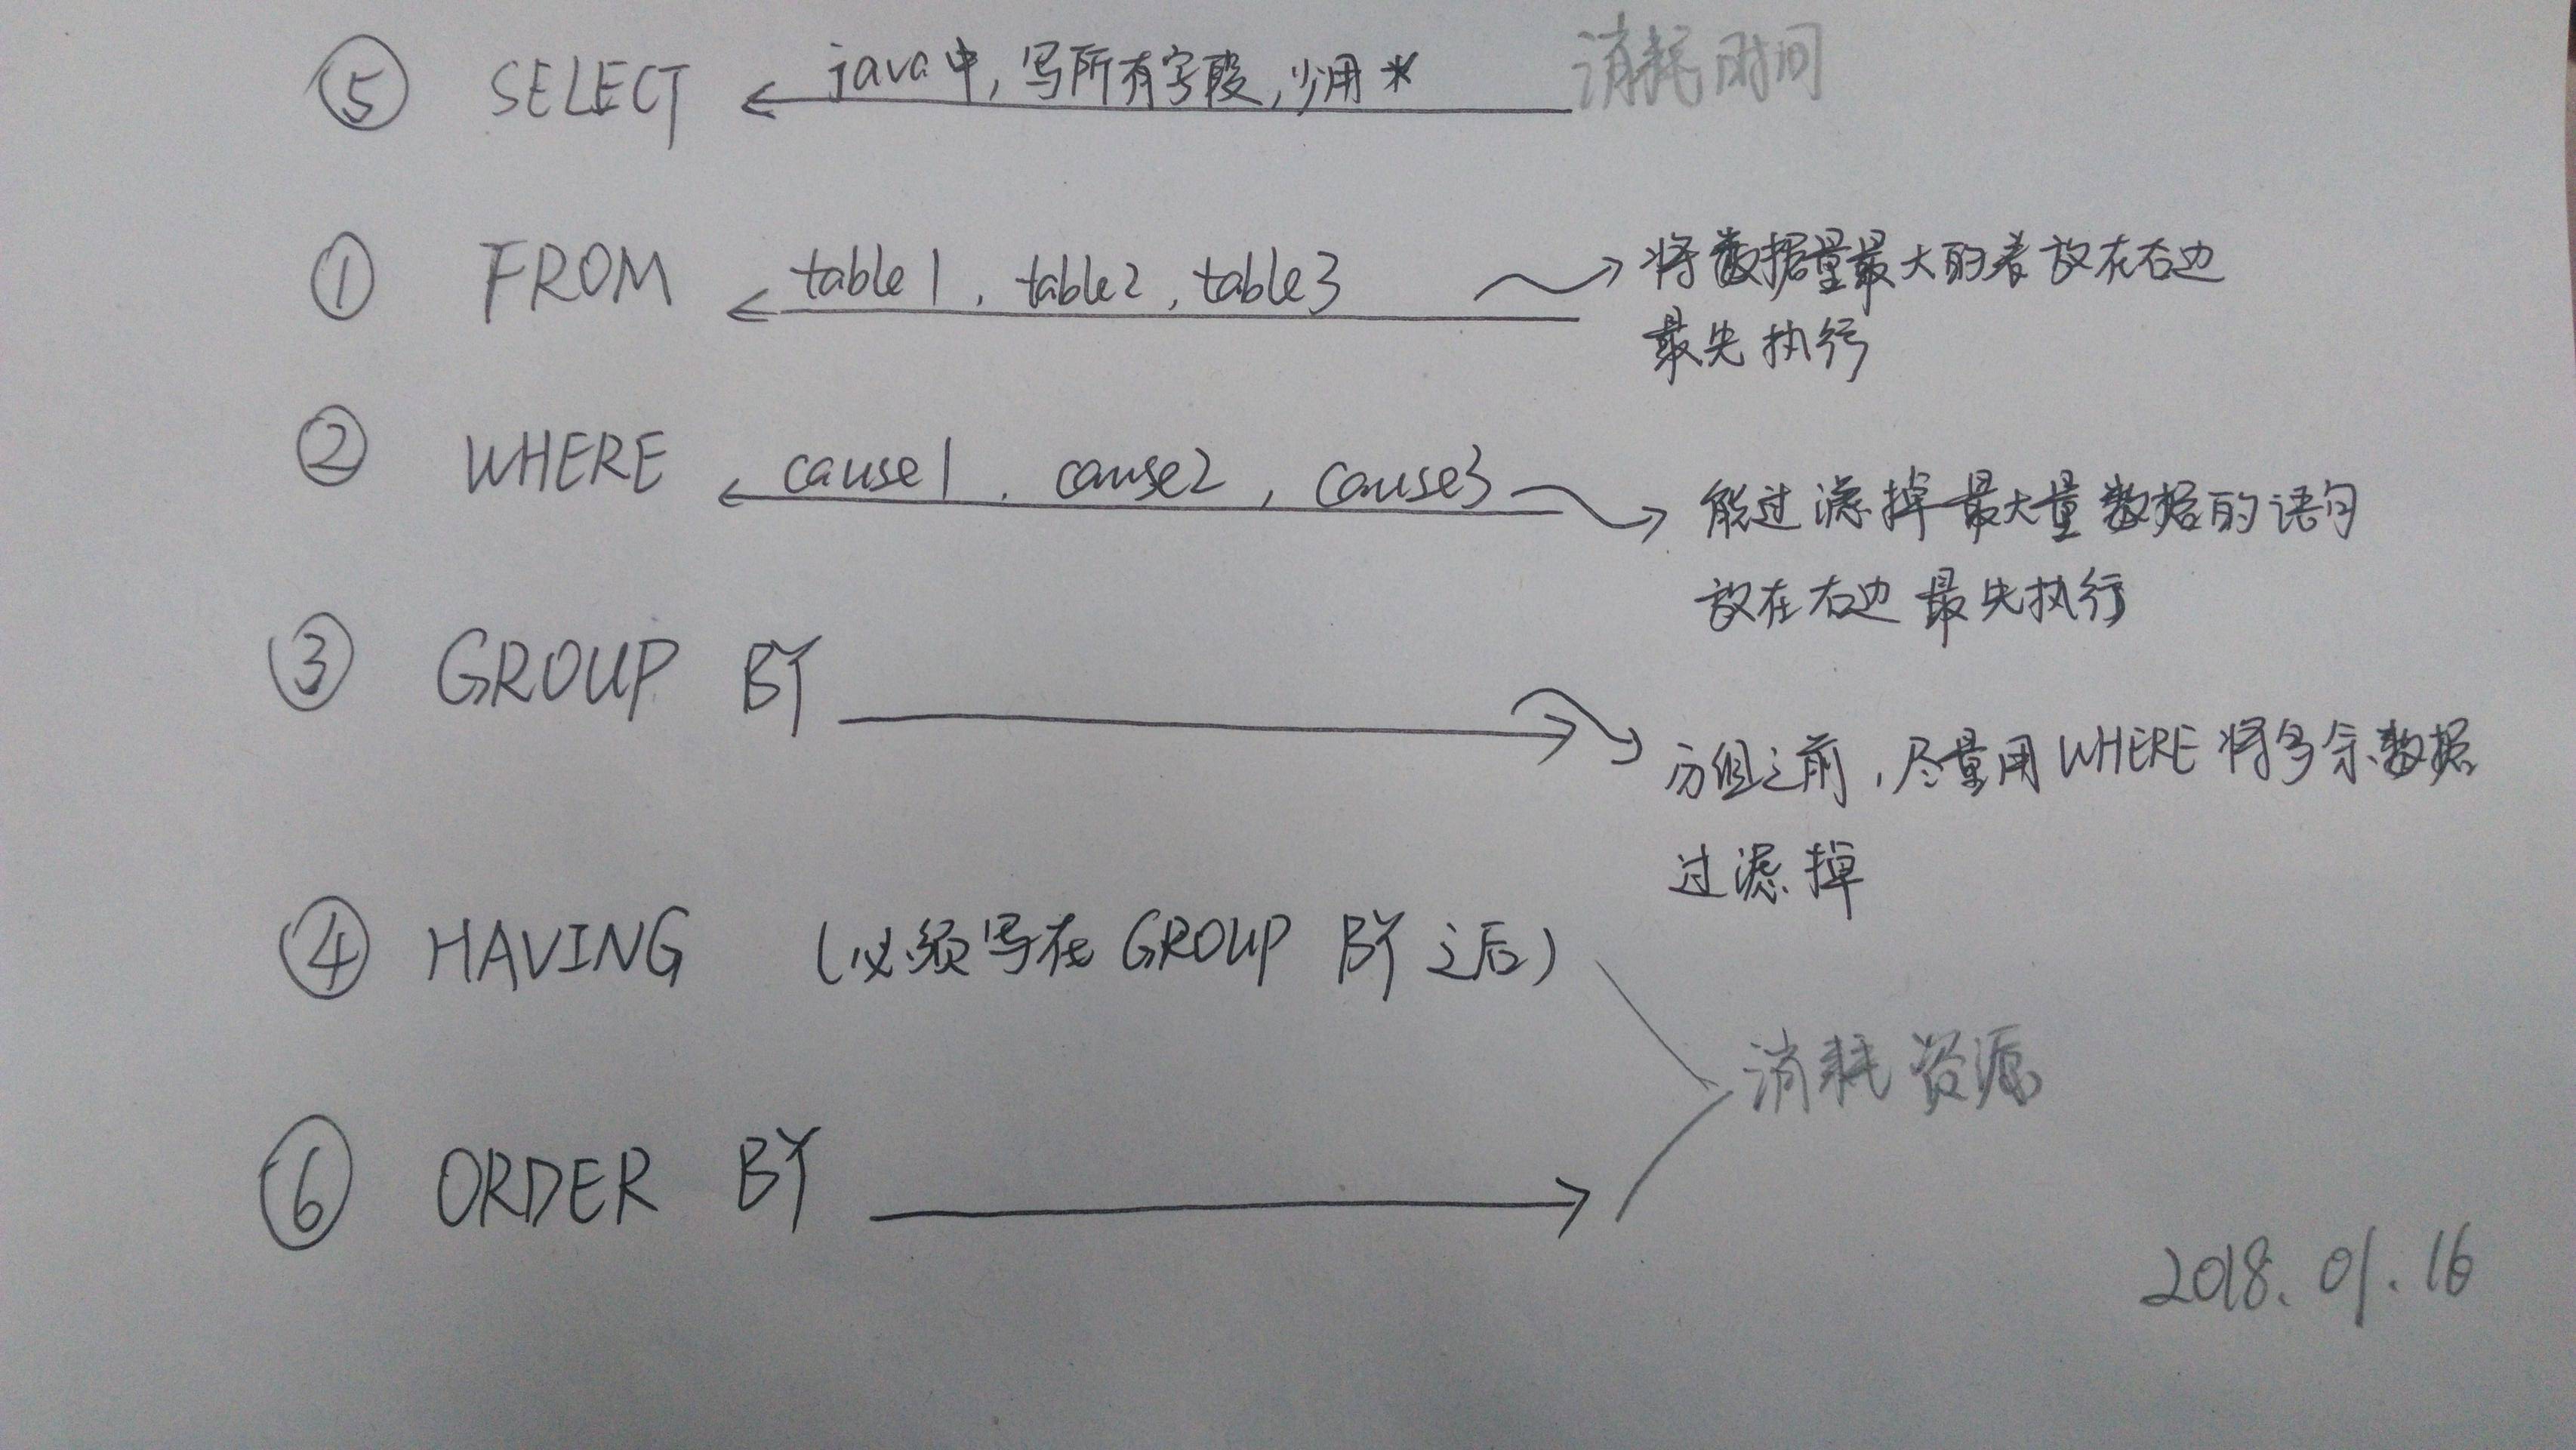 ⑤ SELECT java中,写所有字段,少用* 消耗时间
① FROM table1, table2, table3 将数据量最大的表放在右边
最先执行
② WHERE cause1, cause2, cause3 能过滤掉最大量数据的语句
放在右边 最先执行
③ GROUP BY
分组之前,尽量用WHERE将多余数据
过滤掉
④ HAVING (必须写在GROUP BY之后)
消耗资源
⑥ ORDER BY
2018.01.16